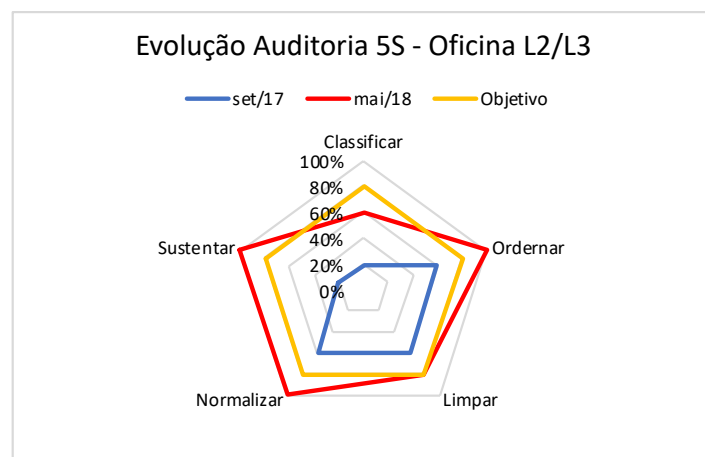 Evolução Auditoria 5S - Oficina L2/L3
set/17 mai/18 Objetivo
Classificar
100%
80%
60%
40%
20%
0%
Sustentar
Ordernar
Normalizar
Limpar